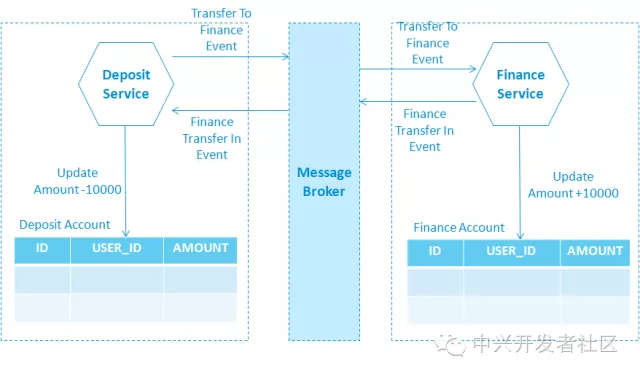 Transfer To
Finance
Event
Transfer To
Finance
Event
Deposit
Service
Finance
Service
Finance
Transfer In
Event
Finance
Transfer In
Event
Message
Broker
Update
Amount -10000
Update
Amount +10000
Deposit Account
ID USER_ID AMOUNT
Finance Account
ID USER_ID AMOUNT
中兴开发者社区